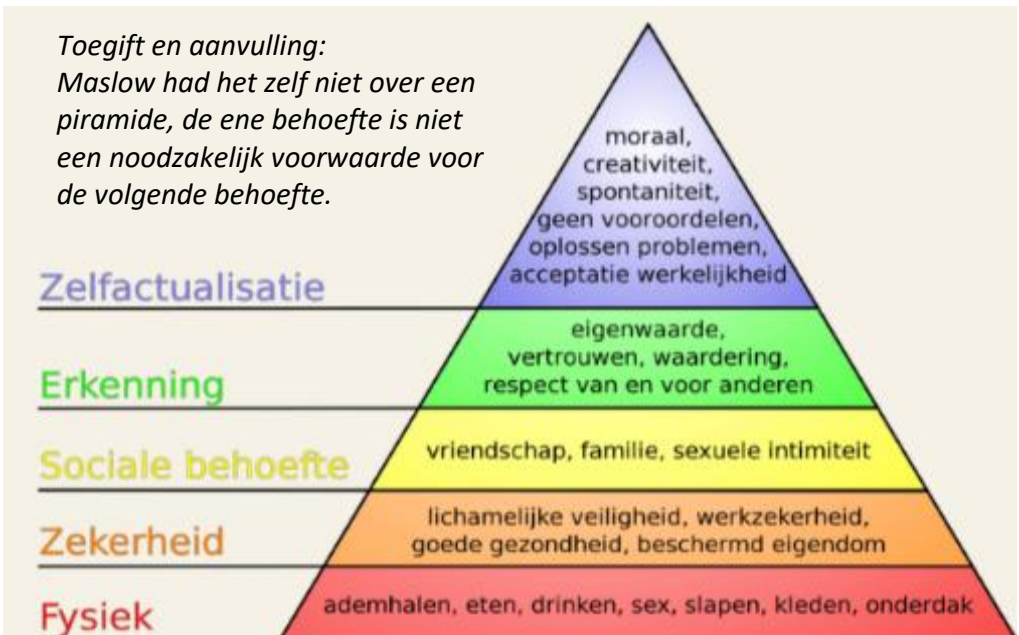 Toegift en aanvulling:
Maslow had het zelf niet over een
piramide, de ene behoefte is niet
een noodzakelijk voorwaarde voor
de volgende behoefte.
moraal,
creativiteit,
spontaniteit,
geen vooroordelen,
oplossen problemen,
acceptatie werkelijkheid
Zelfactualisatie
eigenwaarde,
vertrouwen, waardering,
respect van en voor anderen
Erkenning
vriendschap, familie, sexuele intimiteit
Sociale behoefte
lichamelijke veiligheid, werkzekerheid,
goede gezondheid, beschermd eigendom
Zekerheid
ademhalen, eten, drinken, sex, slapen, kleden, onderdak
Fysiek